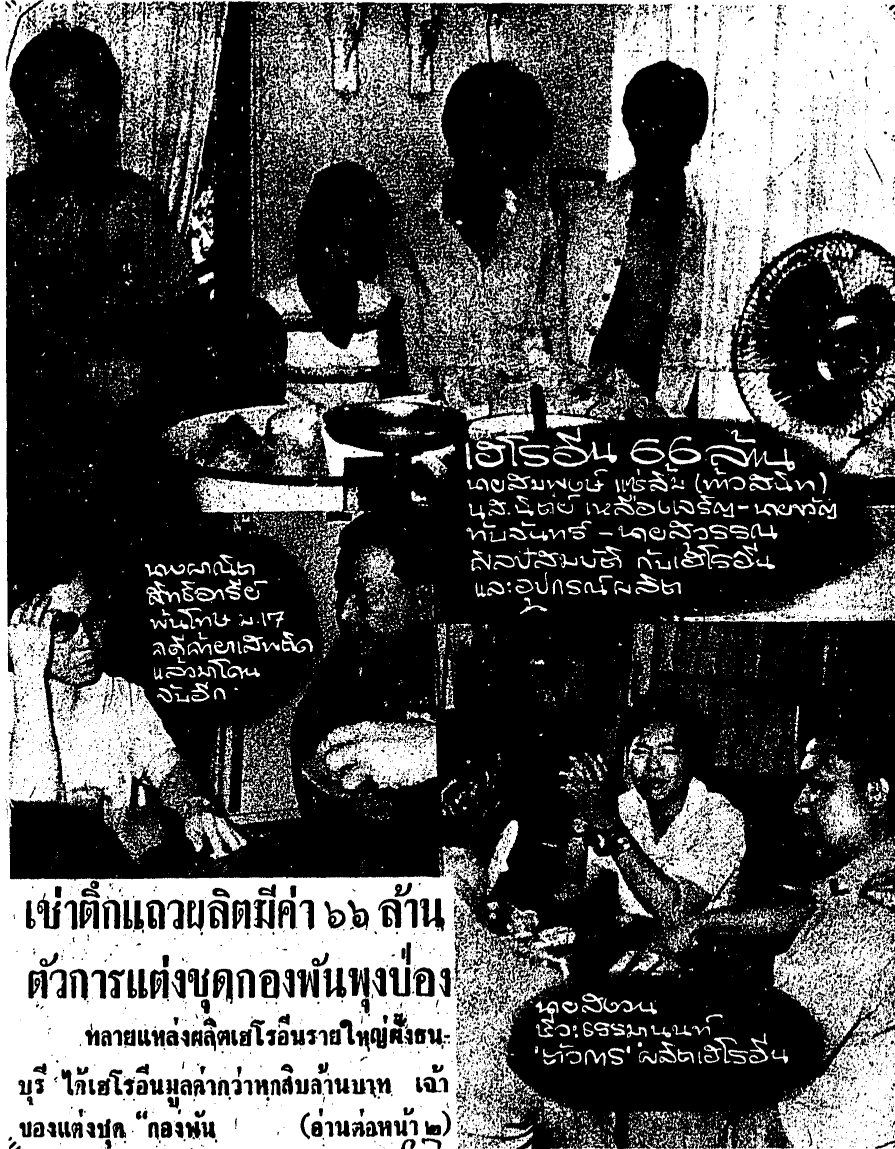 เฮโรอีน 66 ล้าน
นายสมพงษ์ แซ่ลิ้ม (ท้าวสนิท)
น.ส.นิตย์ เหลืองเจริญ-นายขวัญ
ทับจันทร์ - นายสุวรรณ
ศิลป์สมบัติ กับเฮโรอีน
และอุปกรณ์ผลิต
นางผาณิต
สิทธิ์อารีย์
พ้นโทษ ม.17
คดีค้ายาเสพติด
แล้วมาโดน
จับอีก
นายสงวน
ชีวะธรรมานนท์
'ตัวการ' ผลิตเฮโรอีน
เช่าตึกแถวผลิตมีค่า ๖๖ ล้าน
ตัวการแต่งชุดกองพันพุงป่อง
ทลายแหล่งผลิตเฮโรอีนรายใหญ่ฝั่งธน-
บุรี ได้เฮโรอีนมูลค่ากว่าหกสิบล้านบาท เจ้า
ของแต่งชุด "กองพัน (อ่านต่อหน้า ๒)